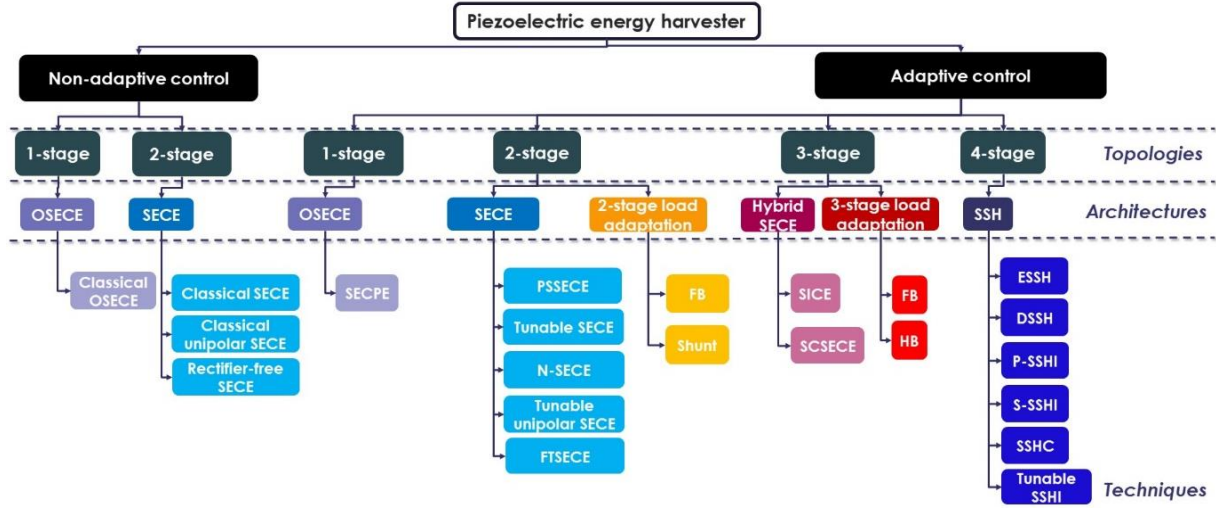 Piezoelectric energy harvester
Non-adaptive control
Adaptive control
1-stage
2-stage
1-stage
2-stage
3-stage
4-stage
Topologies
OSECE
SECE
OSECE
SECE
2-stage load
adaptation
Hybrid
SECE
3-stage load
adaptation
SSH
Architectures
Classical
OSECE
Classical SECE
Classical
unipolar SECE
Rectifier-free
SECE
SECPE
PSSECE
Tunable SECE
N-SECE
Tunable
unipolar SECE
FTSECE
FB
Shunt
SICE
SCSECE
FB
HB
ESSH
DSSH
P-SSHI
S-SSHI
SSHC
Tunable
SSHI
Techniques